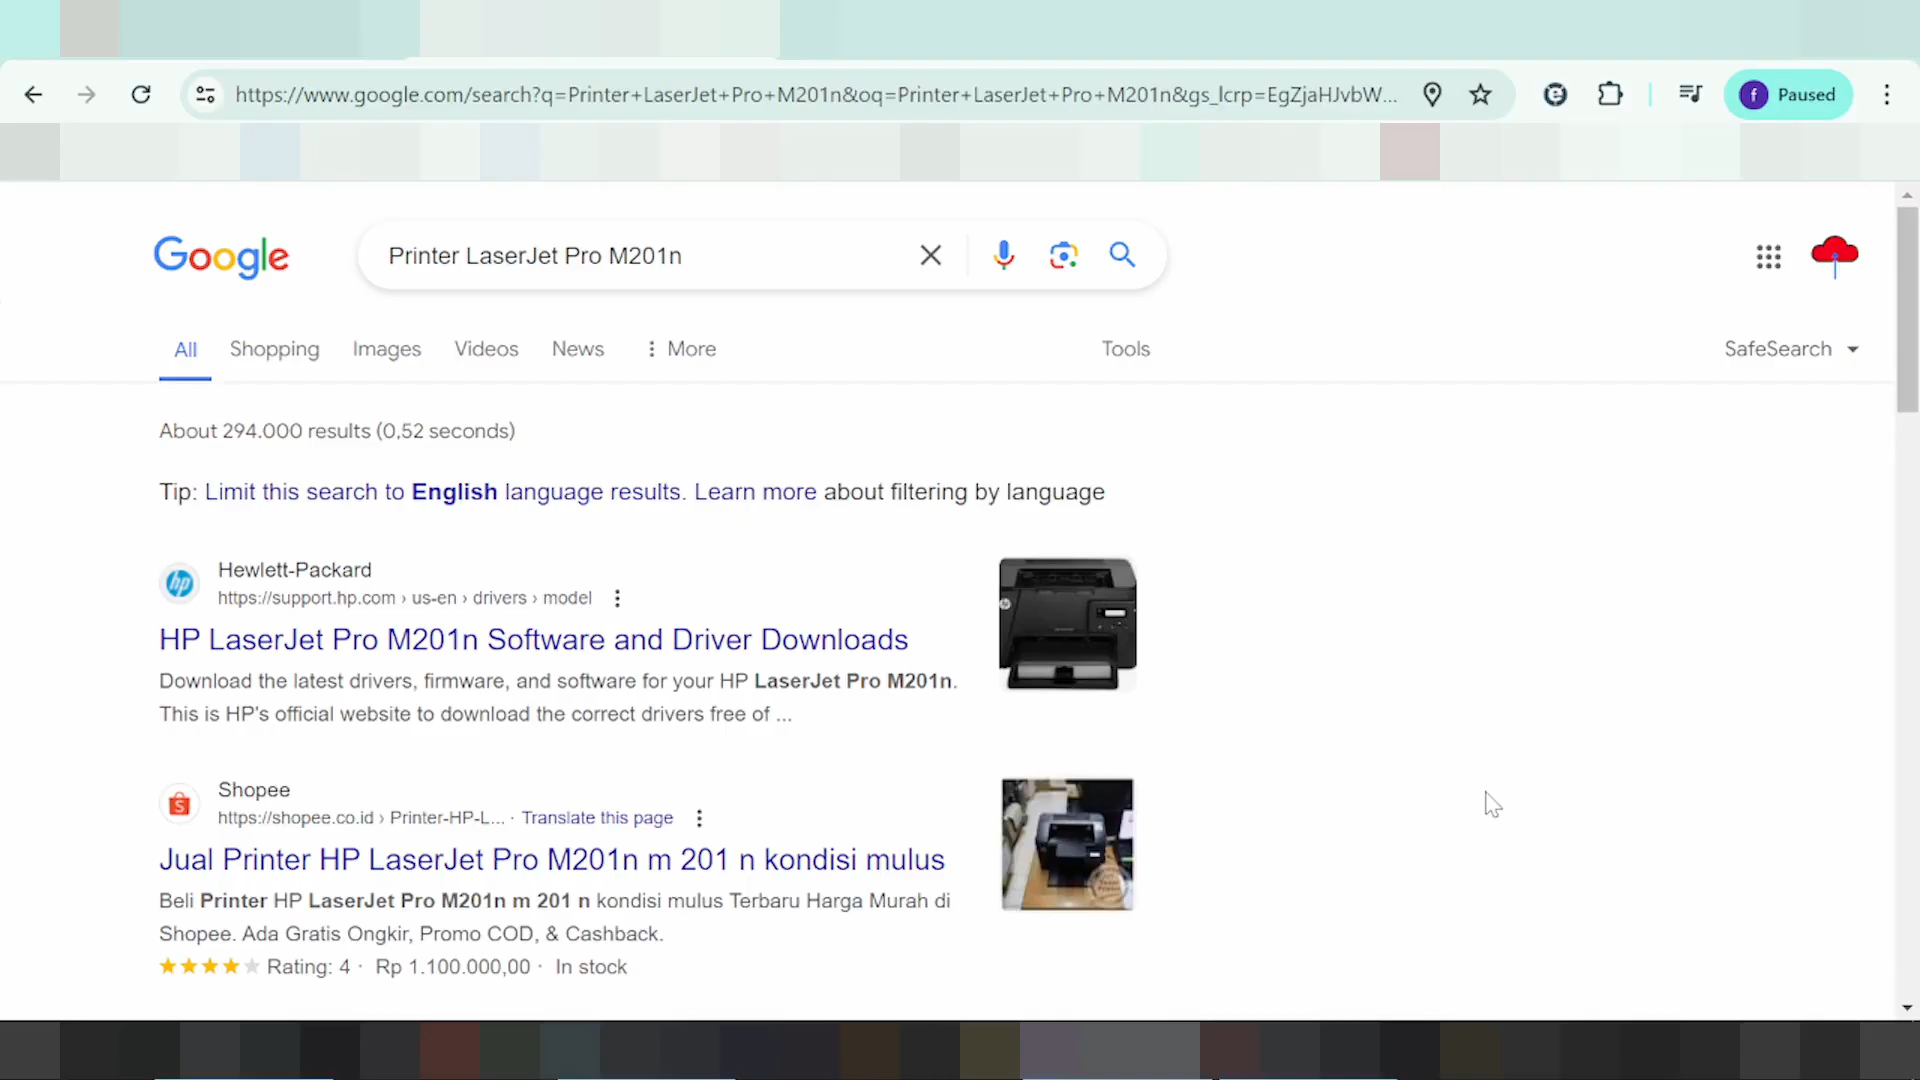 https://www.google.com/search?q=Printer+LaserJet+Pro+M201n&oq=Printer+LaserJet+Pro+M201n&gs_lcrp=EgZjaHJvbW...
f Paused
Google Printer LaserJet Pro M201n
All Shopping Images Videos News More Tools SafeSearch
About 294.000 results (0,52 seconds)
Tip: Limit this search to English language results. Learn more about filtering by language
hp Hewlett-Packard
https://support.hp.com › us-en › drivers › model
HP LaserJet Pro M201n Software and Driver Downloads
Download the latest drivers, firmware, and software for your HP LaserJet Pro M201n.
This is HP's official website to download the correct drivers free of ...
S Shopee
https://shopee.co.id › Printer-HP-L... · Translate this page
Jual Printer HP LaserJet Pro M201n m 201 n kondisi mulus
Beli Printer HP LaserJet Pro M201n m 201 n kondisi mulus Terbaru Harga Murah di
Shopee. Ada Gratis Ongkir, Promo COD, & Cashback.
Rating: 4 · Rp 1.100.000,00 · In stock